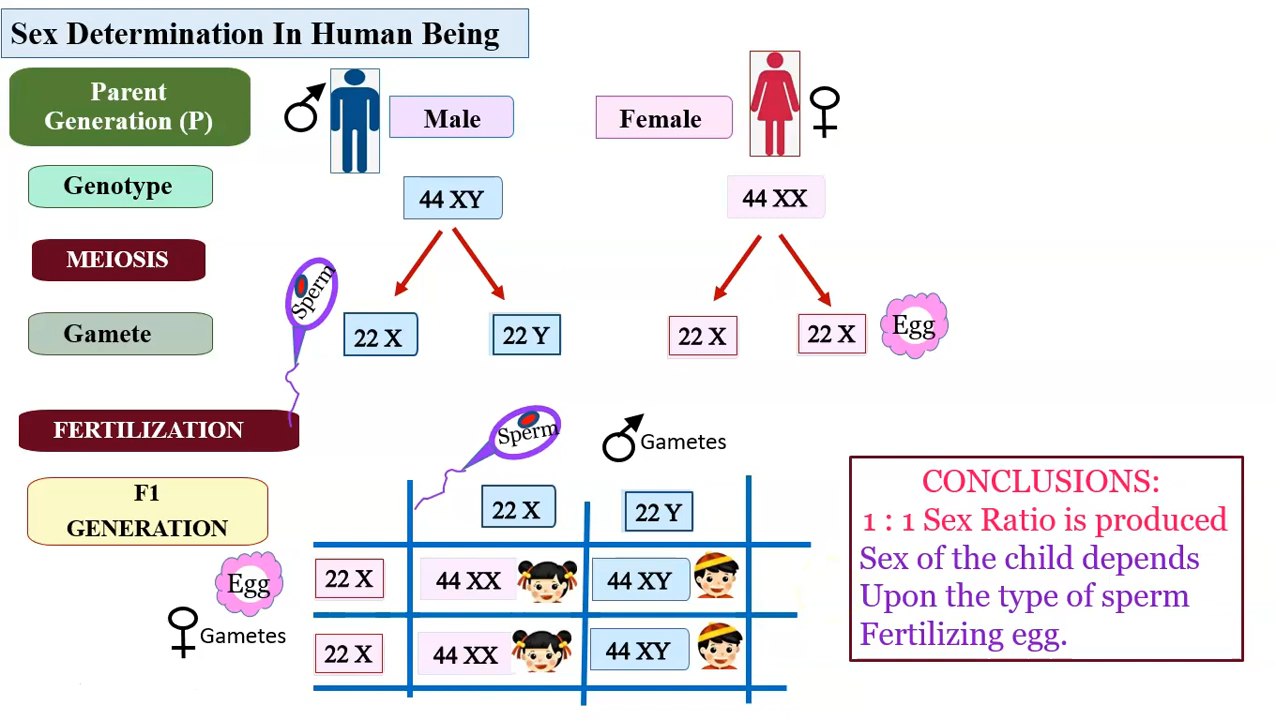 Sex Determination In Human Being
Parent
Generation (P)
Male
Female
Genotype
44 XY
44 XX
MEIOSIS
Sperm
Gamete
22 X
22 Y
22 X
22 X
Egg
FERTILIZATION
Sperm
Gametes
F1
GENERATION
22 X
22 Y
Egg
Gametes
22 X
44 XX
44 XY
22 X
44 XX
44 XY
CONCLUSIONS:
1 : 1 Sex Ratio is produced
Sex of the child depends
Upon the type of sperm
Fertilizing egg.